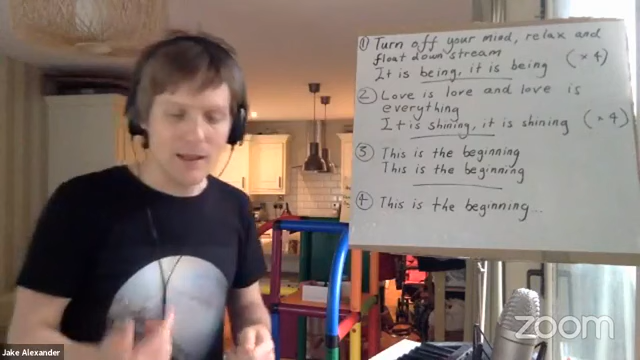 ① Turn off your mind, relax and
float down stream
It is being, it is being (×4)
② Love is love and love is
everything
It is shining, it is shining (×4)
③ This is the beginning
This is the beginning
④ This is the beginning...
Jake Alexander
zoom